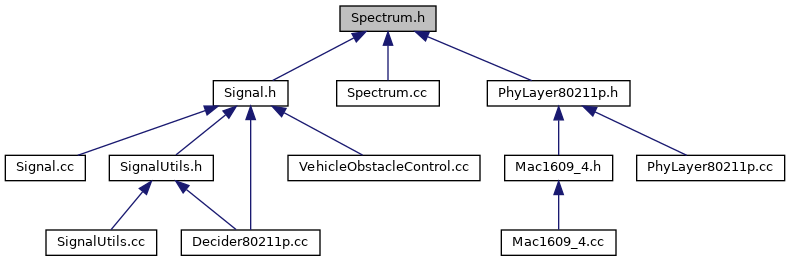 Spectrum.h
Signal.h
Spectrum.cc
PhyLayer80211p.h
Signal.cc
SignalUtils.h
VehicleObstacleControl.cc
Mac1609_4.h
PhyLayer80211p.cc
SignalUtils.cc
Decider80211p.cc
Mac1609_4.cc